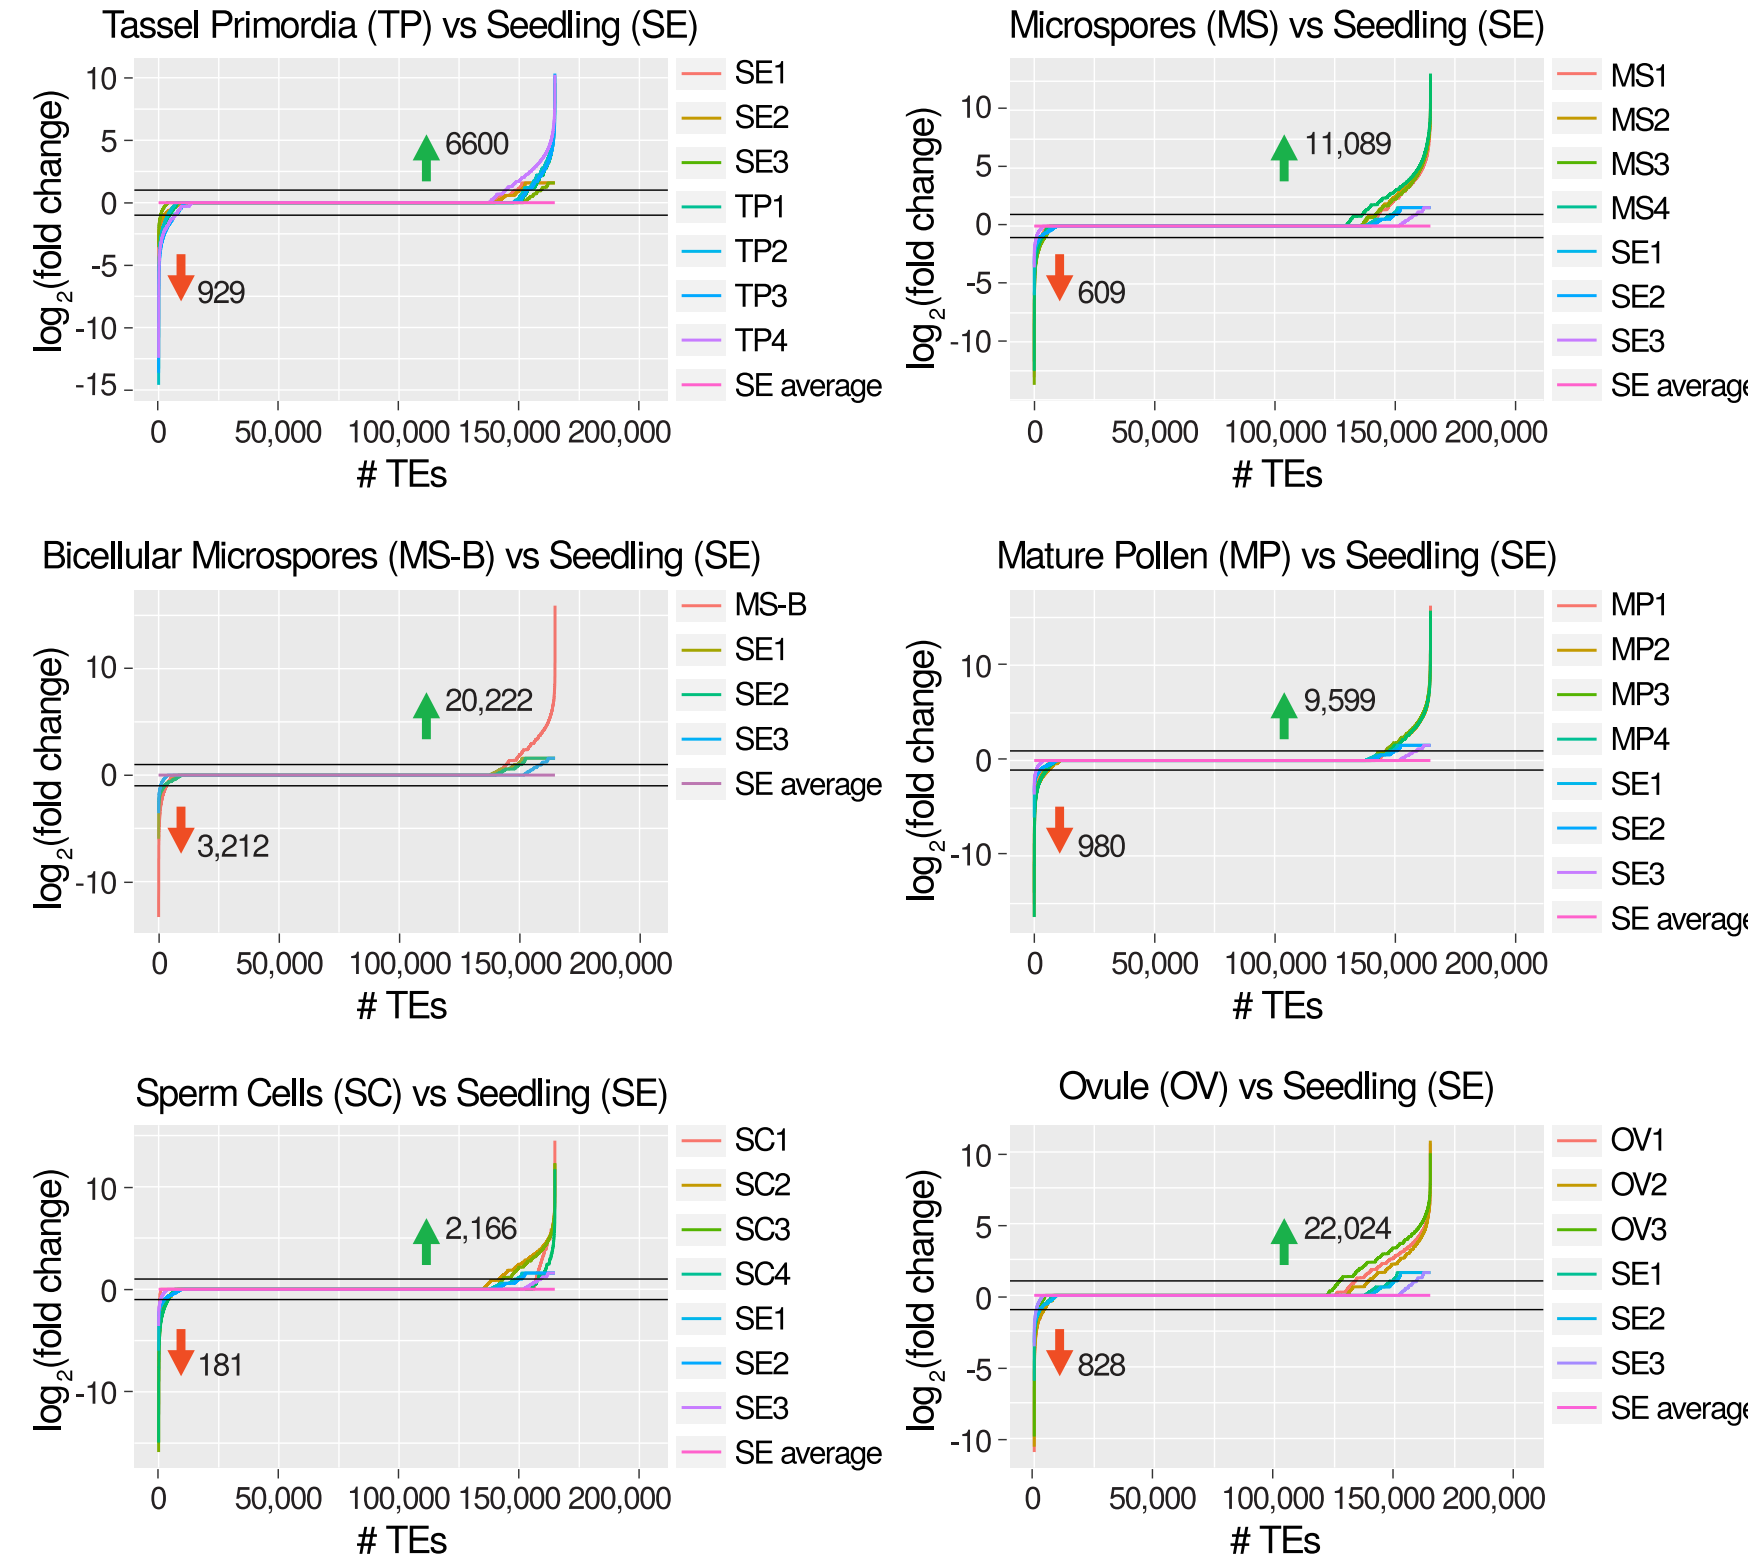 Tassel Primordia (TP) vs Seedling (SE)
log2(fold change)
10
5
0
-5
-10
-15
6600
929
0 50,000 100,000 150,000 200,000
# TEs
SE1
SE2
SE3
TP1
TP2
TP3
TP4
SE average
Microspores (MS) vs Seedling (SE)
log2(fold change)
10
5
0
-5
-10
11,089
609
0 50,000 100,000 150,000 200,000
# TEs
MS1
MS2
MS3
MS4
SE1
SE2
SE3
SE average
Bicellular Microspores (MS-B) vs Seedling (SE)
log2(fold change)
10
0
-10
20,222
3,212
0 50,000 100,000 150,000 200,000
# TEs
MS-B
SE1
SE2
SE3
SE average
Mature Pollen (MP) vs Seedling (SE)
log2(fold change)
10
0
-10
9,599
980
0 50,000 100,000 150,000 200,000
# TEs
MP1
MP2
MP3
MP4
SE1
SE2
SE3
SE average
Sperm Cells (SC) vs Seedling (SE)
log2(fold change)
10
0
-10
2,166
181
0 50,000 100,000 150,000 200,000
# TEs
SC1
SC2
SC3
SC4
SE1
SE2
SE3
SE average
Ovule (OV) vs Seedling (SE)
log2(fold change)
10
5
0
-5
-10
22,024
828
0 50,000 100,000 150,000 200,000
# TEs
OV1
OV2
OV3
SE1
SE2
SE3
SE average